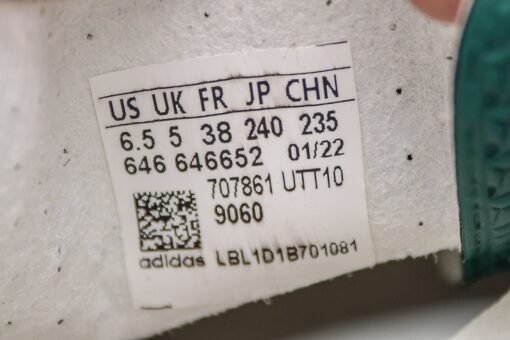 US UK FR JP CHN
6.5 5 38 240 235
646 646652 01/22
707861 UTT10
9060
adidas LBL1D1B701081